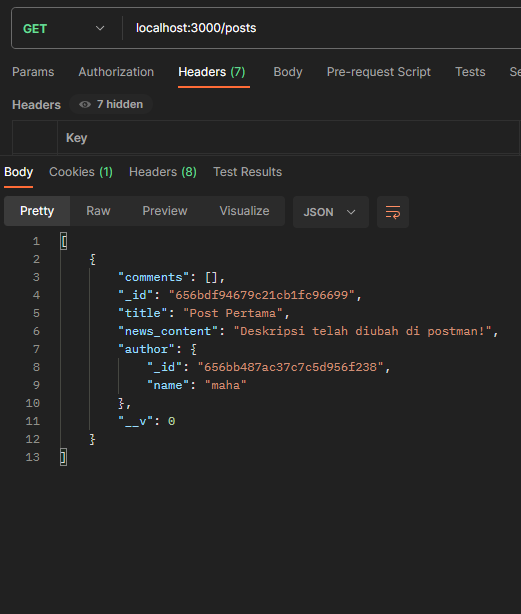 GET localhost:3000/posts
Params Authorization Headers (7) Body Pre-request Script Tests Se
Headers 7 hidden
Key
Body Cookies (1) Headers (8) Test Results
Pretty Raw Preview Visualize JSON
1 [
2 {
3 "comments": [],
4 "_id": "656bdf94679c21cb1fc96699",
5 "title": "Post Pertama",
6 "news_content": "Deskripsi telah diubah di postman!",
7 "author": {
8 "_id": "656bb487ac37c7c5d956f238",
9 "name": "maha"
10 },
11 "__v": 0
12 }
13 ]